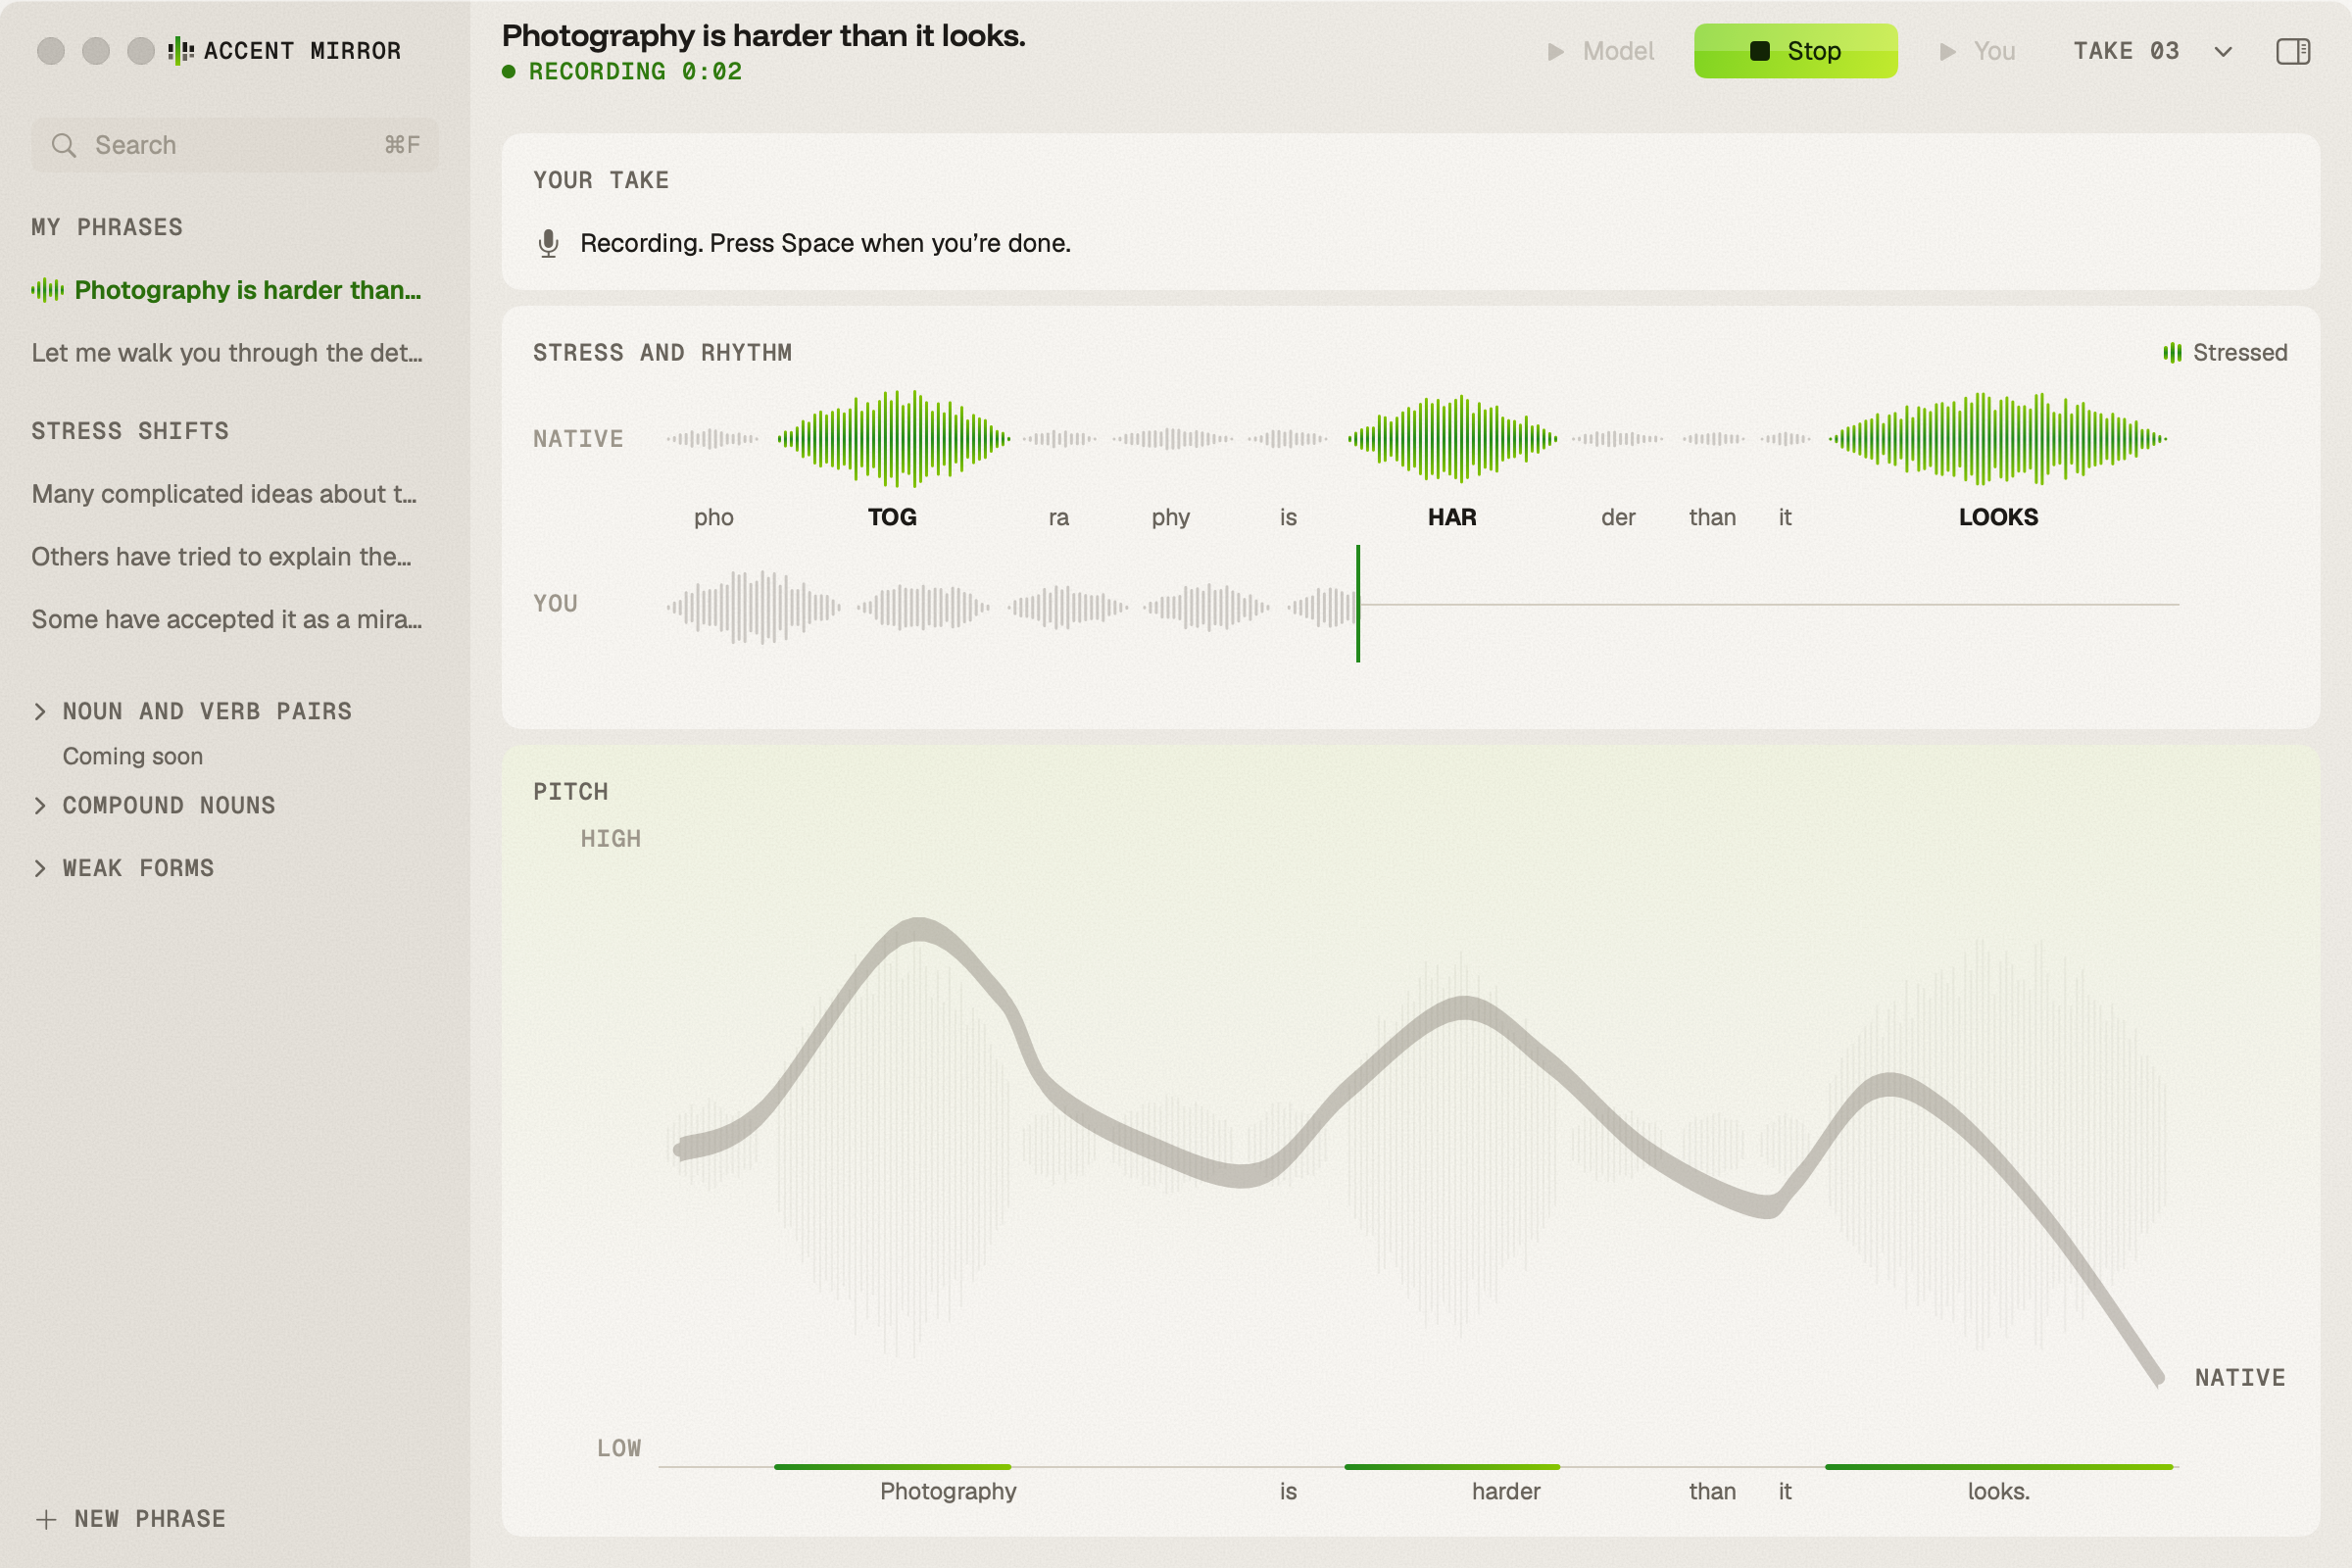 ACCENT MIRROR
Search ⌘F
MY PHRASES
Photography is harder than...
Let me walk you through the det...
STRESS SHIFTS
Many complicated ideas about t...
Others have tried to explain the...
Some have accepted it as a mira...
NOUN AND VERB PAIRS
Coming soon
COMPOUND NOUNS
WEAK FORMS
NEW PHRASE
Photography is harder than it looks.
RECORDING 0:02
Model
Stop
You
TAKE 03
YOUR TAKE
Recording. Press Space when you’re done.
STRESS AND RHYTHM
Stressed
NATIVE
pho TOG ra phy is HAR der than it LOOKS
YOU
PITCH
HIGH
NATIVE
LOW
Photography is harder than it looks.